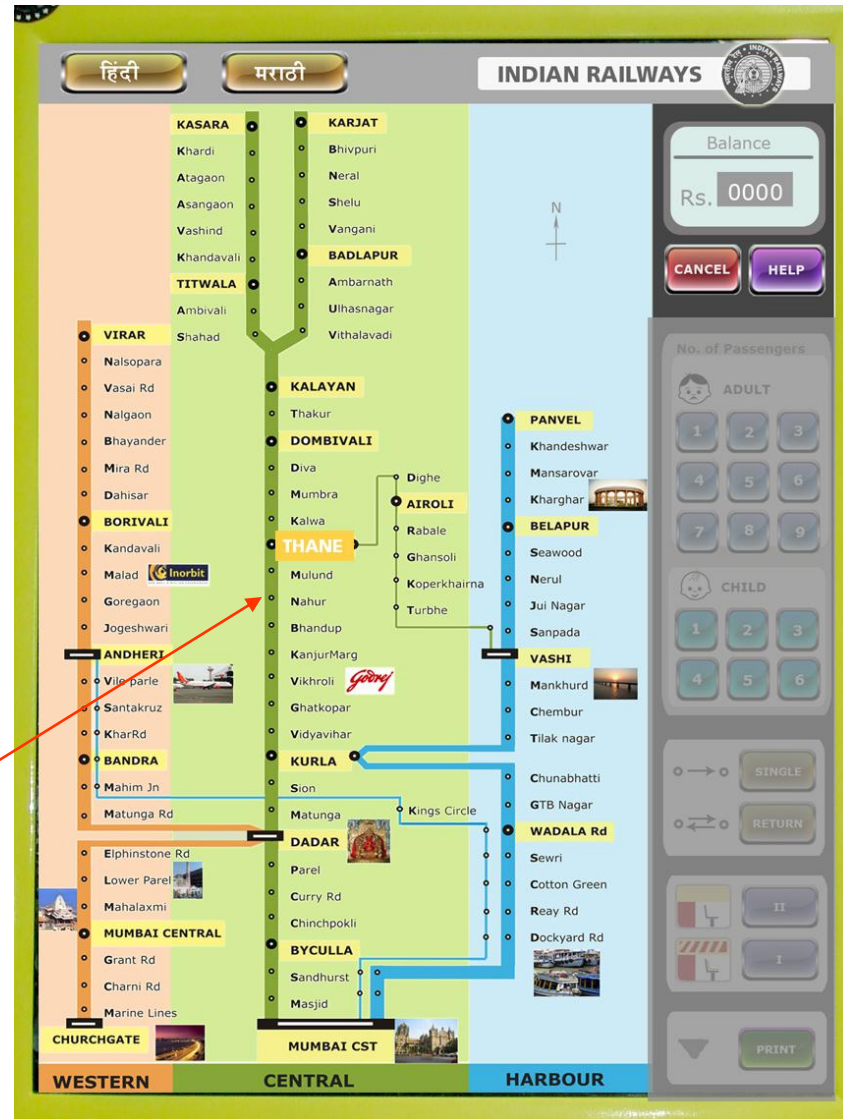 हिंदी
मराठी
INDIAN RAILWAYS
KASARA
Khardi
Atagaon
Asangaon
Vashind
Khandavali
TITWALA
Ambivali
Shahad
KARJAT
Bhivpuri
Neral
Shelu
Vangani
BADLAPUR
Ambarnath
Ulhasnagar
Vithalavadi
N
VIRAR
Nalsopara
Vasai Rd
Nalgaon
Bhayander
Mira Rd
Dahisar
BORIVALI
Kandavali
Malad
Inorbit
Goregaon
Jogeshwari
ANDHERI
Vile parle
Santakruz
KharRd
BANDRA
Mahim Jn
Matunga Rd
Elphinstone Rd
Lower Parel
Mahalaxmi
MUMBAI CENTRAL
Grant Rd
Charni Rd
Marine Lines
CHURCHGATE
WESTERN
KALAYAN
Thakur
DOMBIVALI
Diva
Mumbra
Kalwa
THANE
Mulund
Nahur
Bhandup
KanjurMarg
Vikhroli
Godrej
Ghatkopar
Vidyavihar
KURLA
Sion
Matunga
DADAR
Parel
Curry Rd
Chinchpokli
BYCULLA
Sandhurst
Masjid
MUMBAI CST
CENTRAL
Dighe
AIROLI
Rabale
Ghansoli
Koperkhairna
Turbhe
Kings Circle
PANVEL
Khandeshwar
Mansarovar
Kharghar
BELAPUR
Seawood
Nerul
Jui Nagar
Sanpada
VASHI
Mankhurd
Chembur
Tilak nagar
Chunabhatti
GTB Nagar
WADALA Rd
Sewri
Cotton Green
Reay Rd
Dockyard Rd
HARBOUR
Balance
Rs. 0000
CANCEL
HELP
No. of Passengers
ADULT
1 2 3
4 5 6
7 8 9
CHILD
1 2 3
4 5 6
SINGLE
RETURN
II
I
PRINT